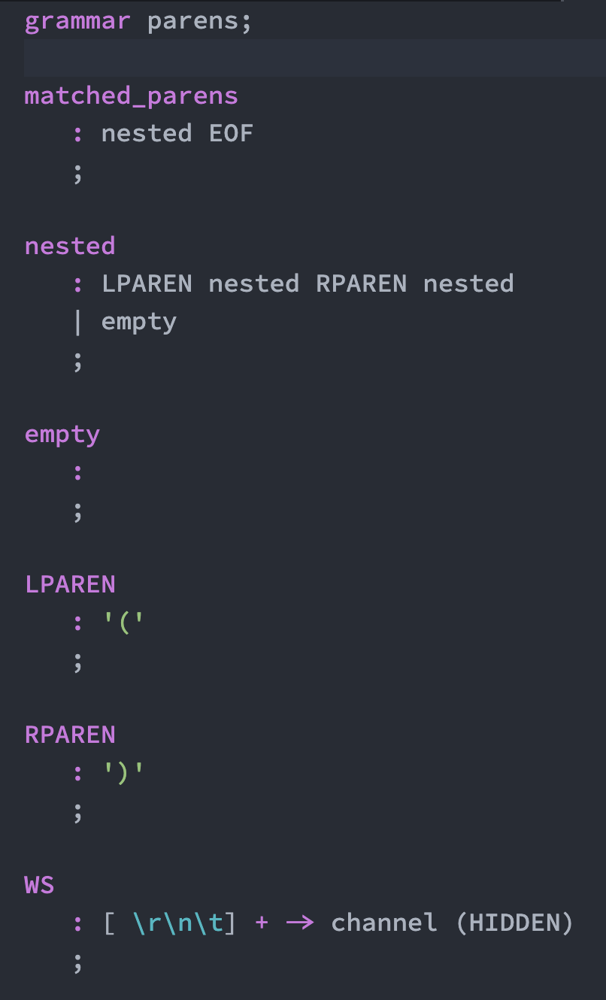 grammar parens;
matched_parens
: nested EOF
;
nested
: LPAREN nested RPAREN nested
| empty
;
empty
:
;
LPAREN
: '('
;
RPAREN
: ')'
;
WS
: [ \r\n\t] + -> channel (HIDDEN)
;